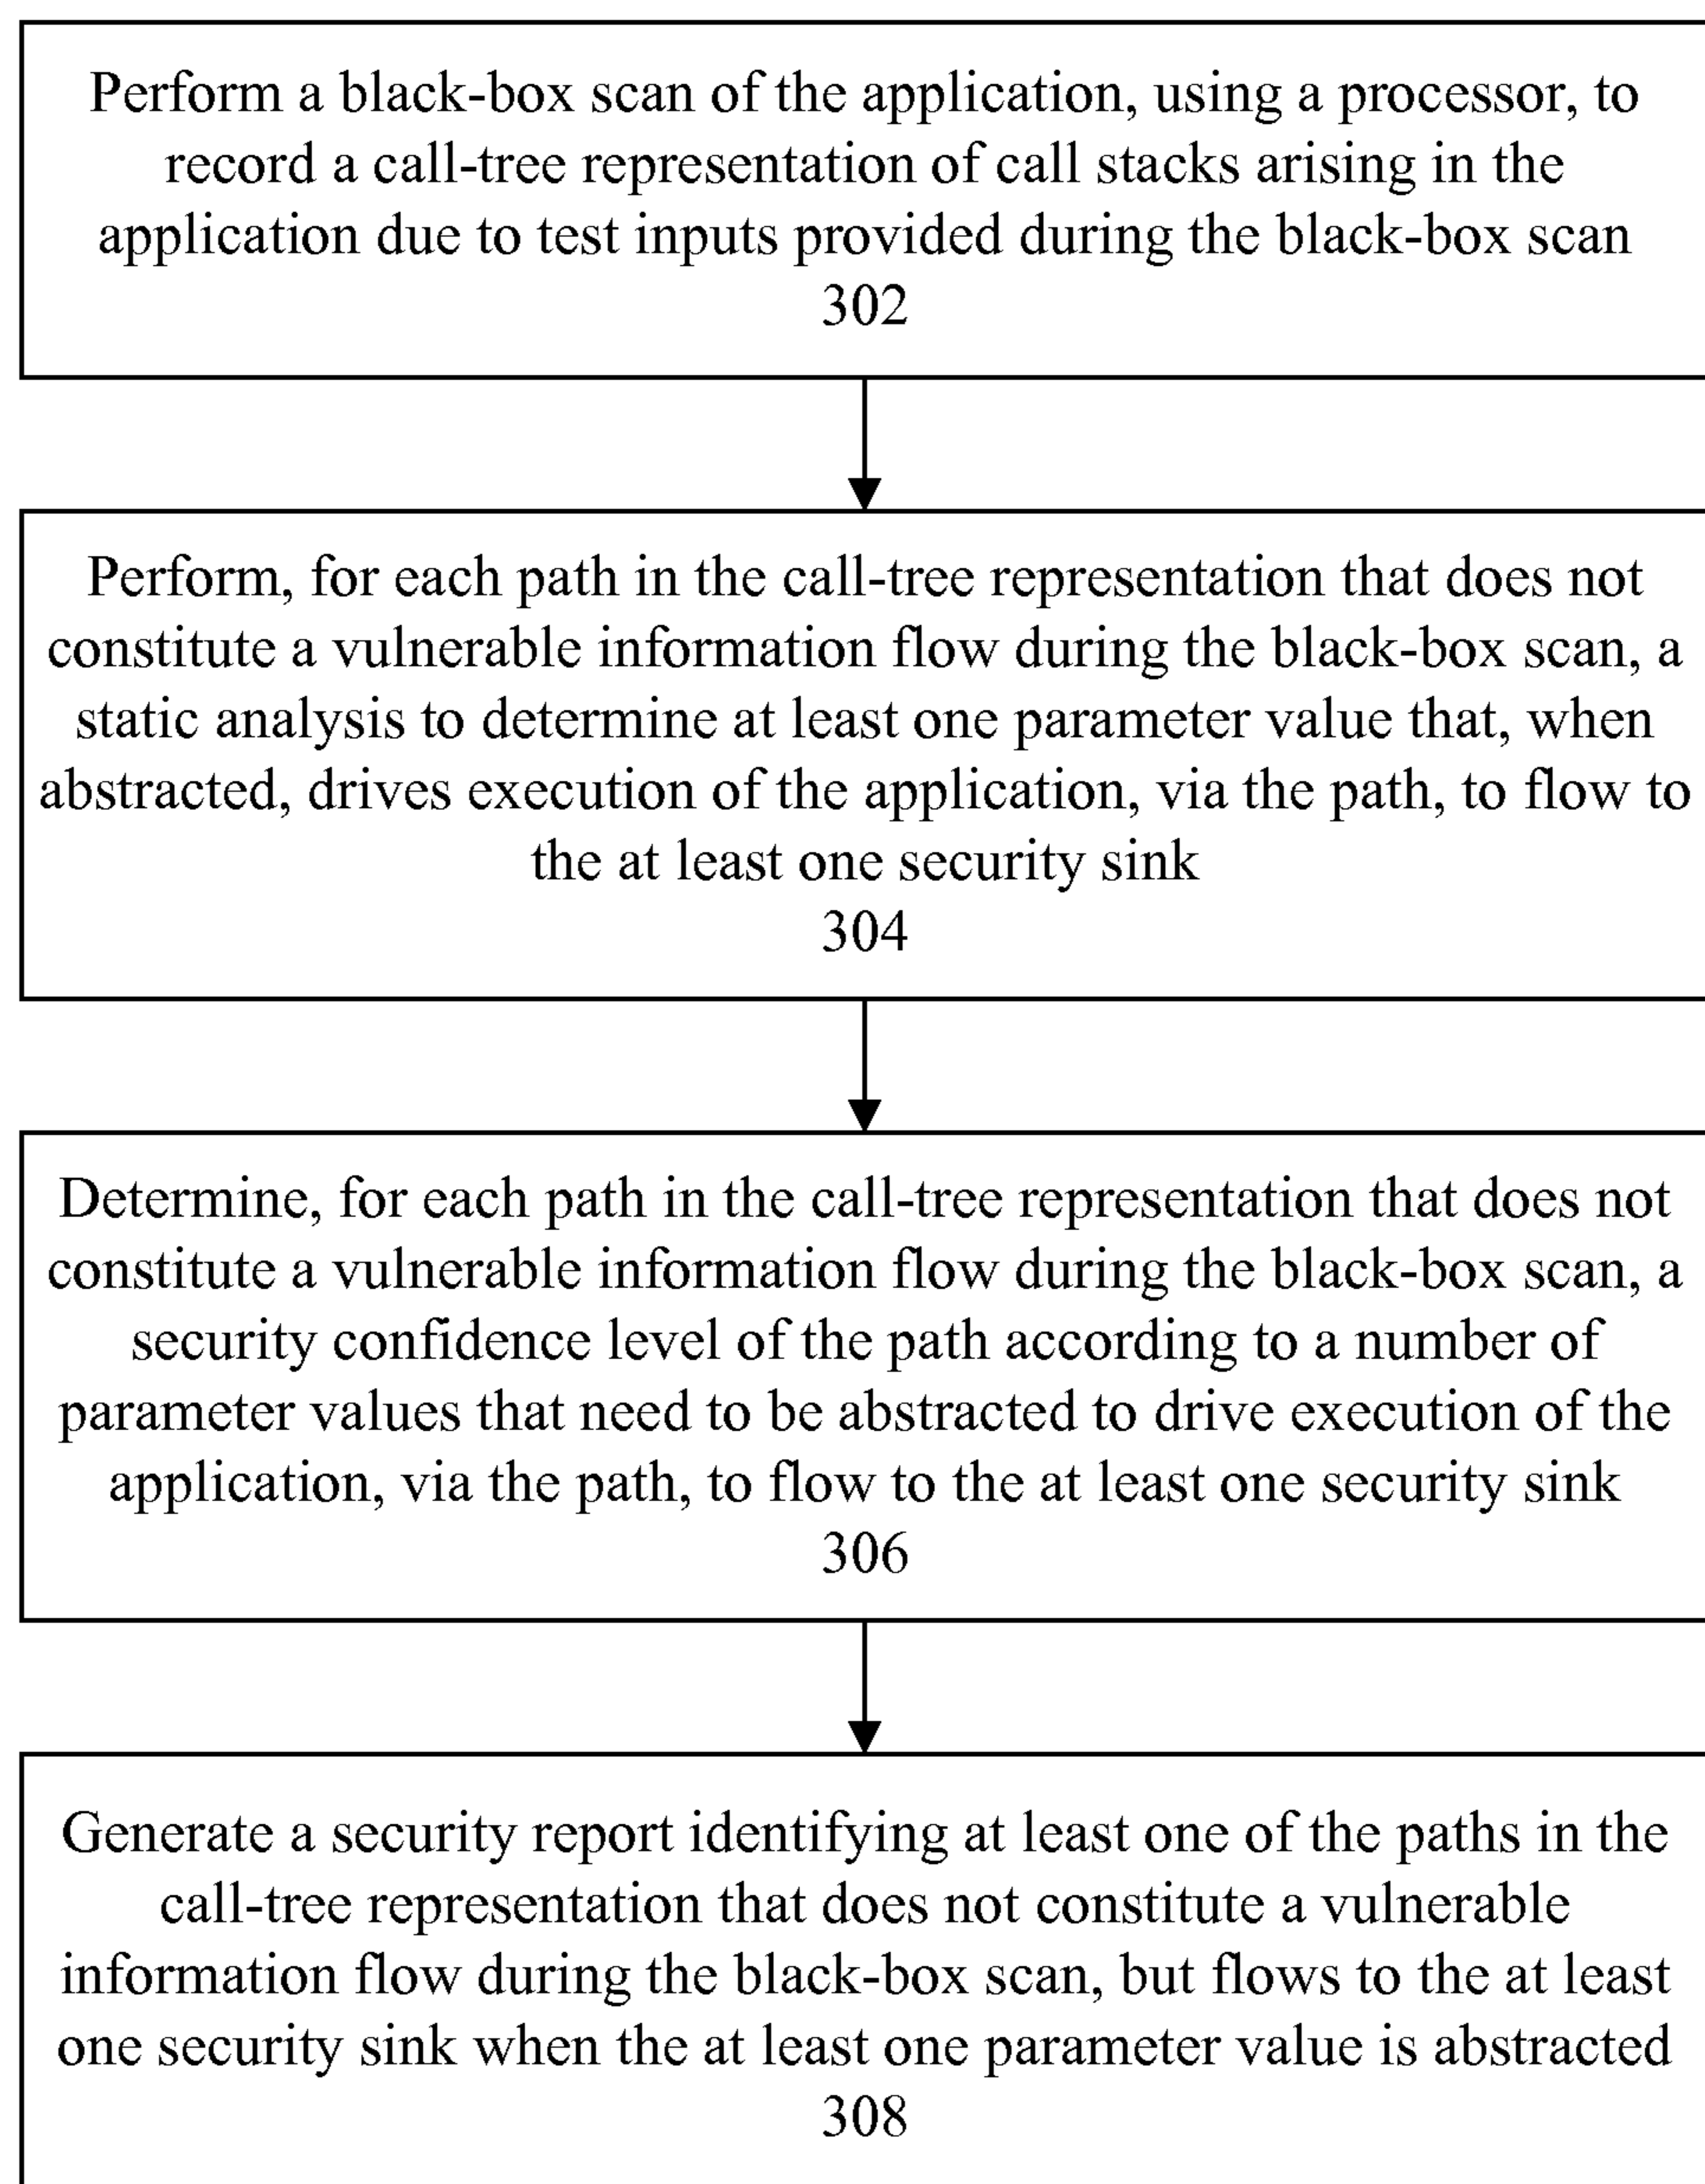 Perform a black-box scan of the application, using a processor, to
record a call-tree representation of call stacks arising in the
application due to test inputs provided during the black-box scan
302
Perform, for each path in the call-tree representation that does not
constitute a vulnerable information flow during the black-box scan, a
static analysis to determine at least one parameter value that, when
abstracted, drives execution of the application, via the path, to flow to
the at least one security sink
304
Determine, for each path in the call-tree representation that does not
constitute a vulnerable information flow during the black-box scan, a
security confidence level of the path according to a number of
parameter values that need to be abstracted to drive execution of the
application, via the path, to flow to the at least one security sink
306
Generate a security report identifying at least one of the paths in the
call-tree representation that does not constitute a vulnerable
information flow during the black-box scan, but flows to the at least
one security sink when the at least one parameter value is abstracted
308